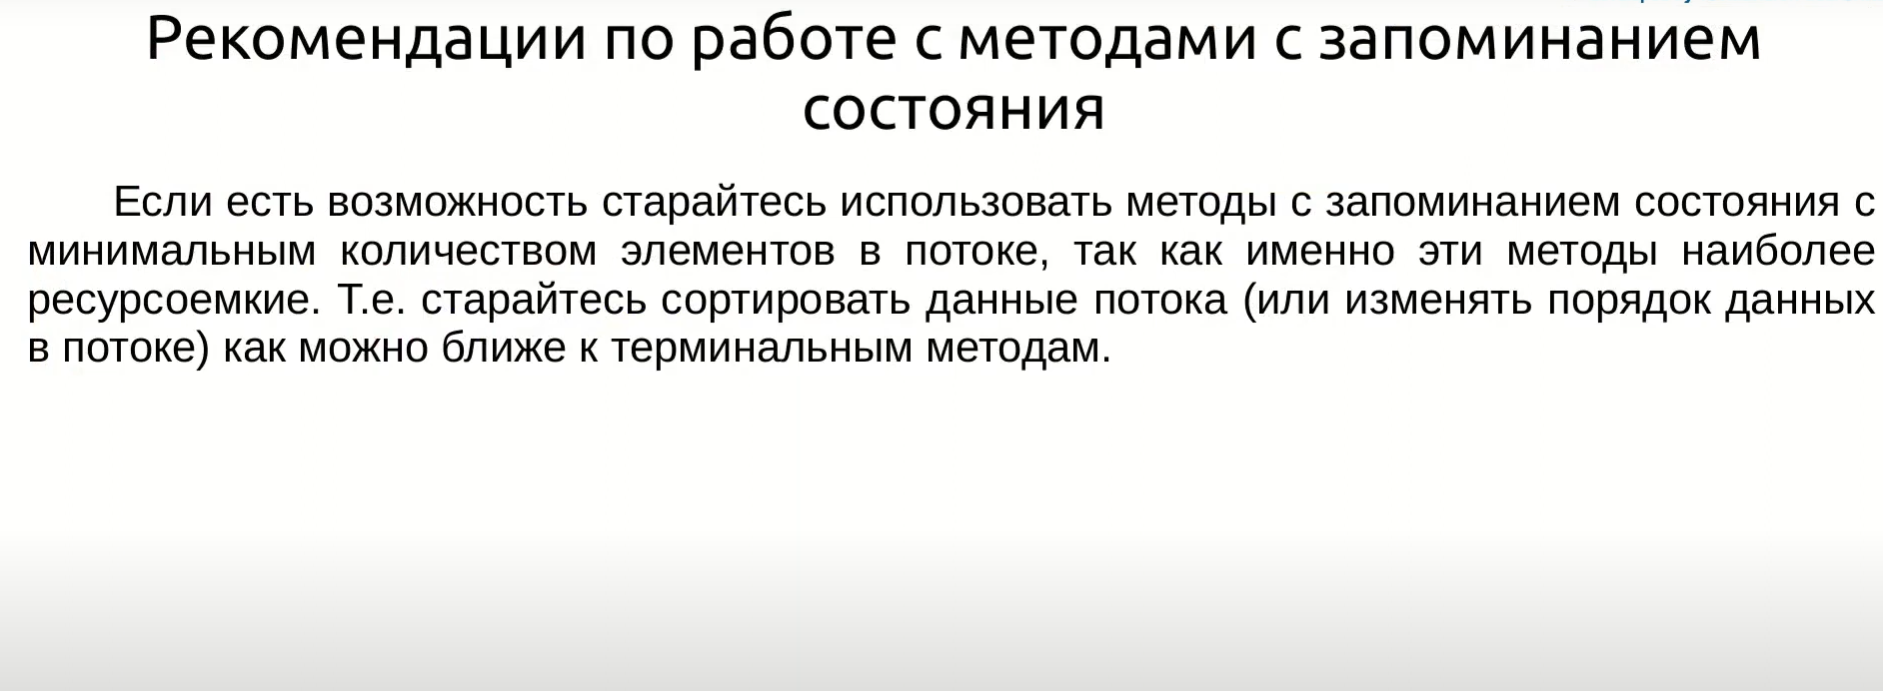 Рекомендации по работе с методами с запоминанием
состояния
Если есть возможность старайтесь использовать методы с запоминанием состояния с
минимальным количеством элементов в потоке, так как именно эти методы наиболее
ресурсоемкие. Т.е. старайтесь сортировать данные потока (или изменять порядок данных
в потоке) как можно ближе к терминальным методам.